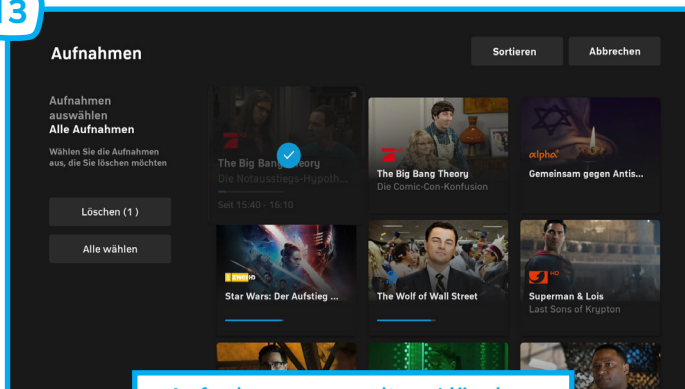 13
Aufnahmen
Sortieren
Abbrechen
Aufnahmen
auswählen
Alle Aufnahmen
Wählen Sie die Aufnahmen
aus, die Sie löschen möchten
Löschen (1)
Alle wählen
The Big Bang Theory
Die Notausstiegs-Hypoth...
Seit 15:40 - 16:10
The Big Bang Theory
Die Comic-Con-Konfusion
alpha
Gemeinsam gegen Antis...
HD
Star Wars: Der Aufstieg ...
The Wolf of Wall Street
HD
Superman & Lois
Last Sons of Krypton